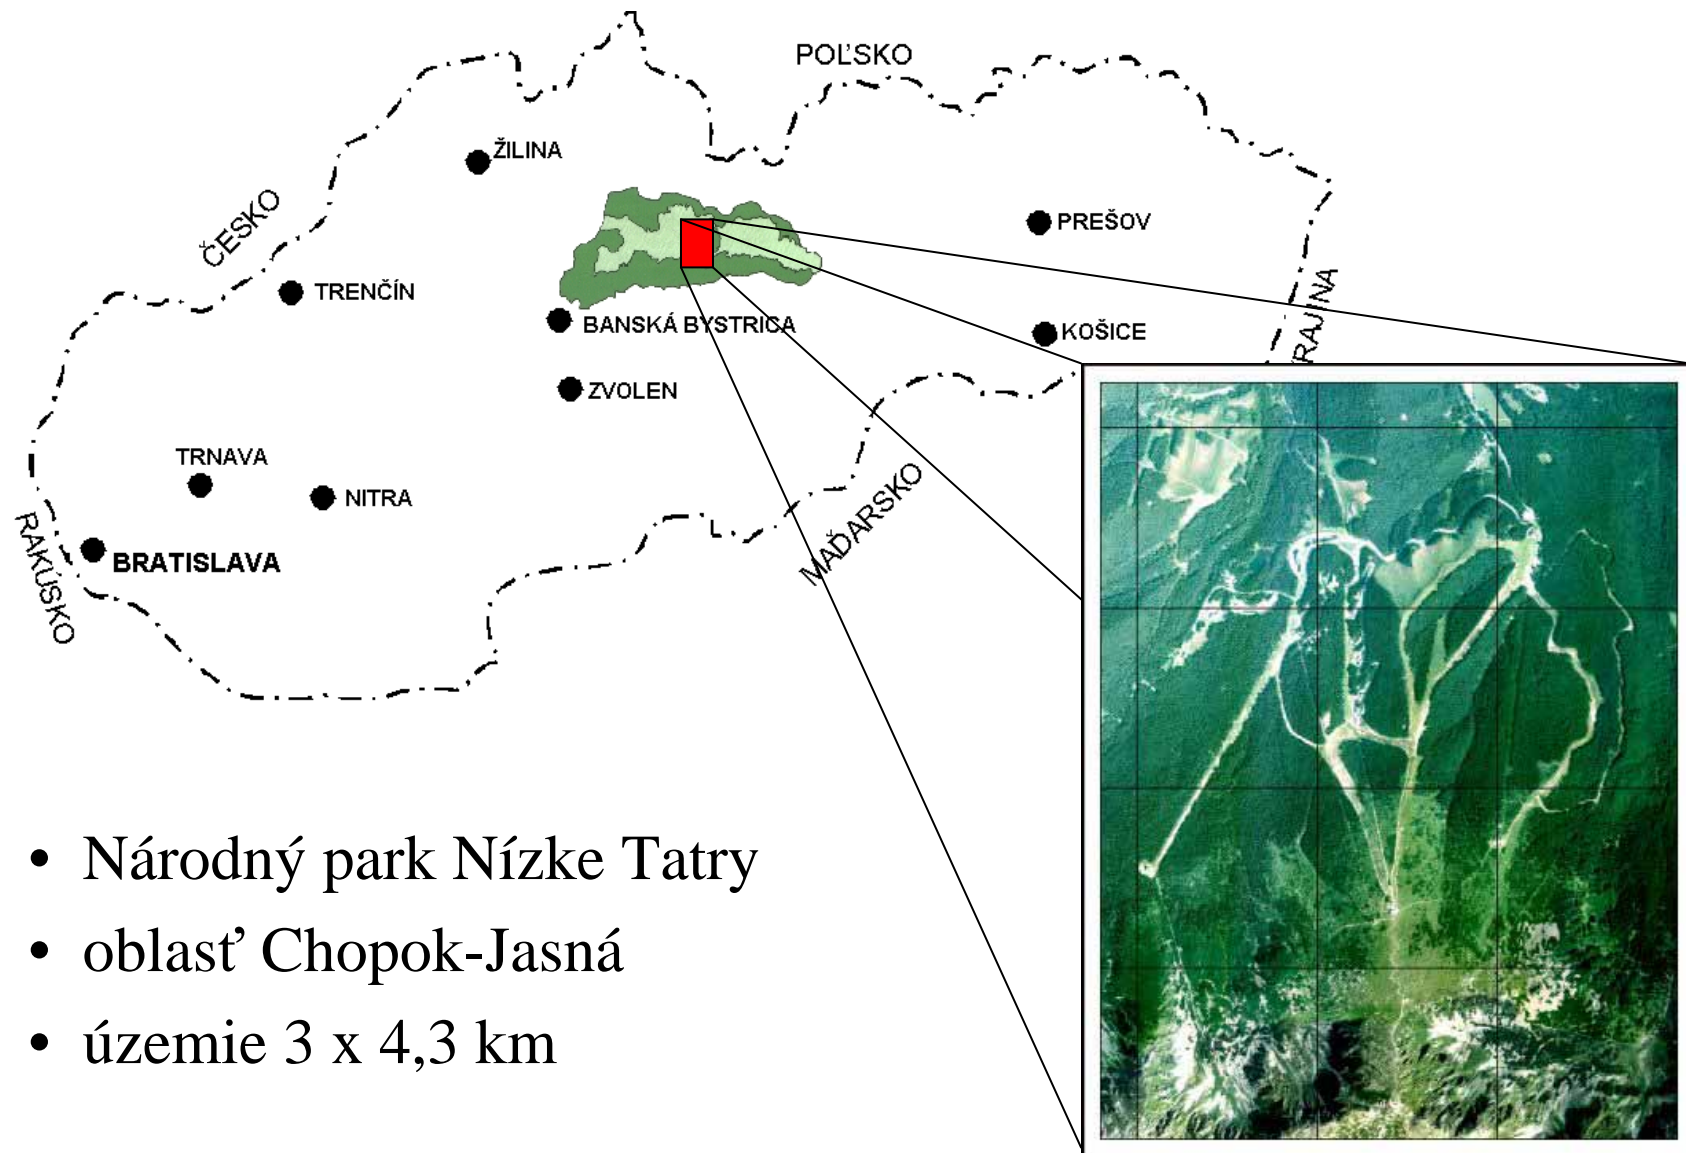 POĽSKO
ŽILINA
ČESKO
PREŠOV
TRENČÍN
BANSKÁ BYSTRICA
KOŠICE
RAJINA
ZVOLEN
TRNAVA
NITRA
MAĎARSKO
BRATISLAVA
RAKÚSKO
• Národný park Nízke Tatry
• oblasť Chopok-Jasná
• územie 3 x 4,3 km